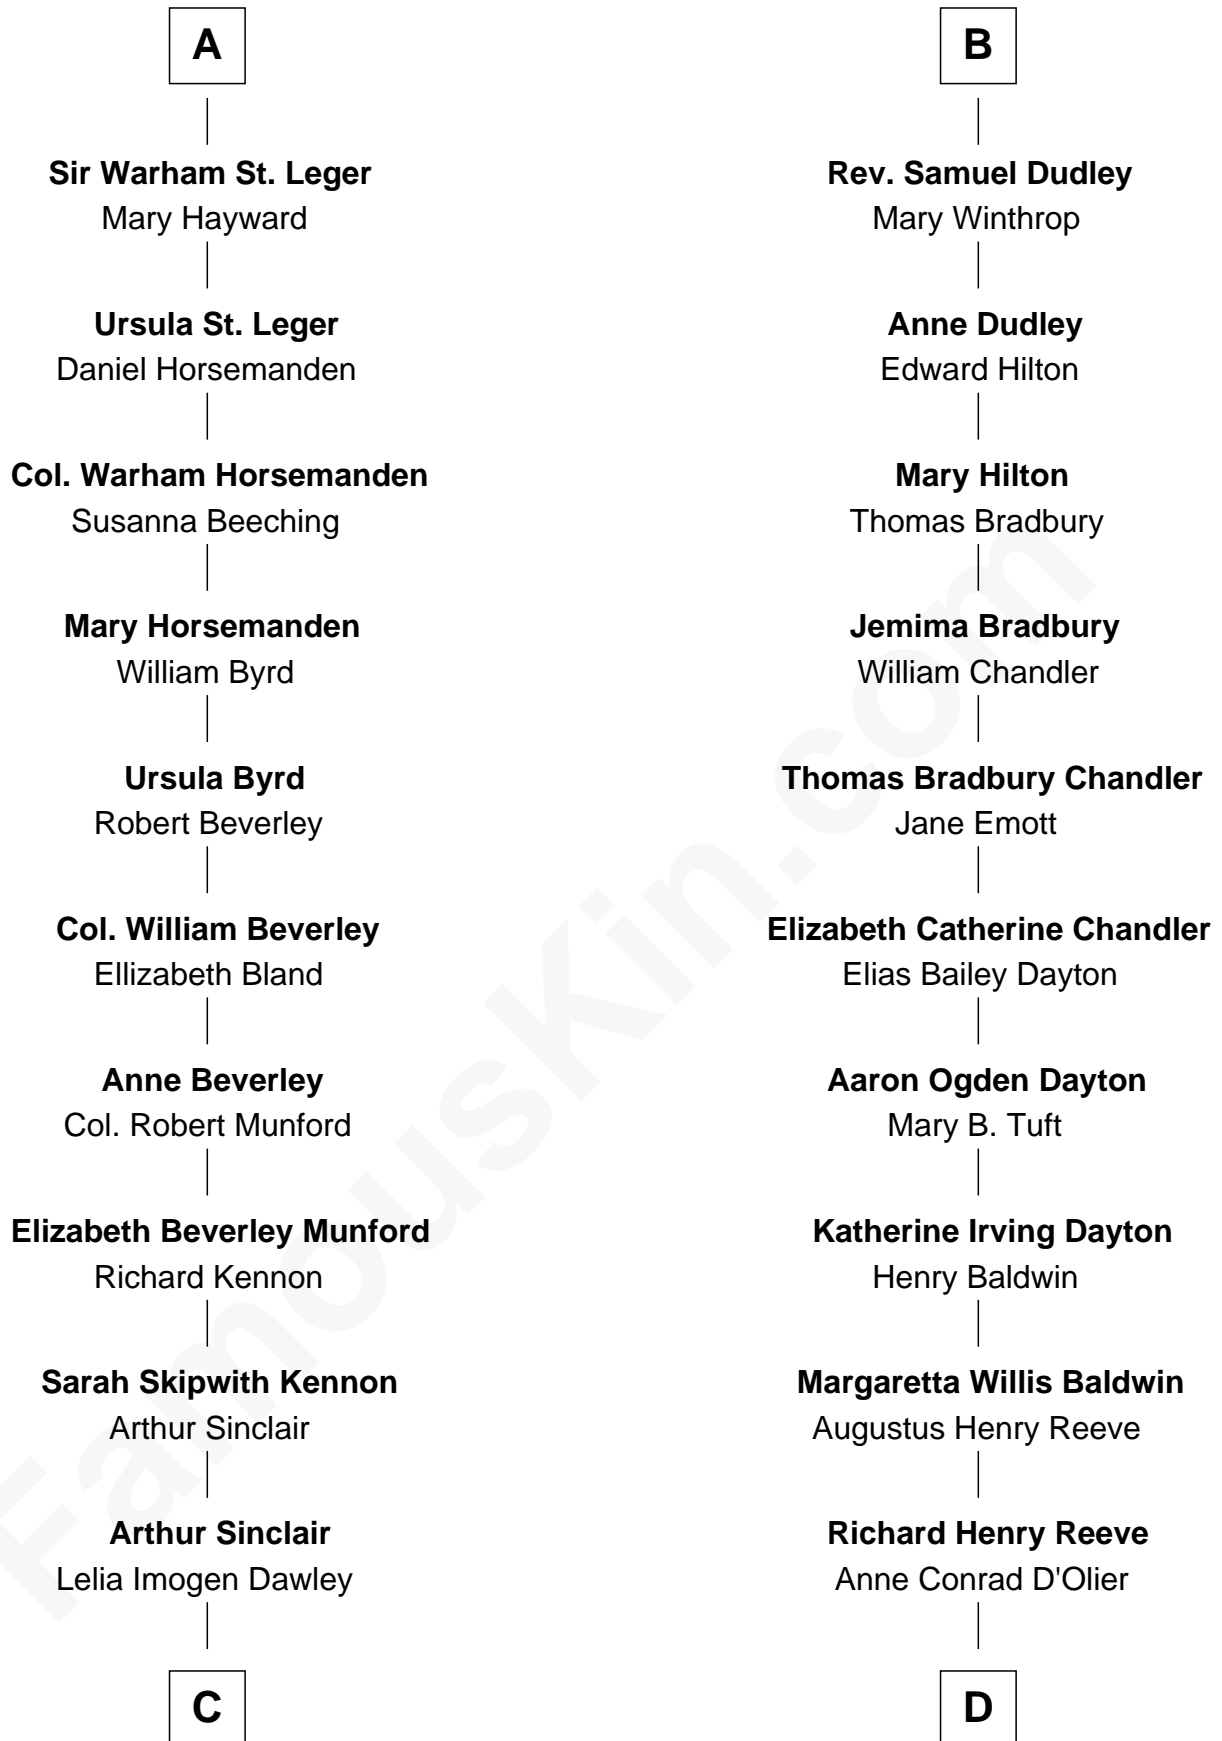 A
Sir Warham St. Leger
Mary Hayward
Ursula St. Leger
Daniel Horsemanden
Col. Warham Horsemanden
Susanna Beeching
Mary Horsemanden
William Byrd
Ursula Byrd
Robert Beverley
Col. William Beverley
Ellizabeth Bland
Anne Beverley
Col. Robert Munford
Elizabeth Beverley Munford
Richard Kennon
Sarah Skipwith Kennon
Arthur Sinclair
Arthur Sinclair
Lelia Imogen Dawley
C
B
Rev. Samuel Dudley
Mary Winthrop
Anne Dudley
Edward Hilton
Mary Hilton
Thomas Bradbury
Jemima Bradbury
William Chandler
Thomas Bradbury Chandler
Jane Emott
Elizabeth Catherine Chandler
Elias Bailey Dayton
Aaron Ogden Dayton
Mary B. Tuft
Katherine Irving Dayton
Henry Baldwin
Margaretta Willis Baldwin
Augustus Henry Reeve
Richard Henry Reeve
Anne Conrad D'Olier
D
FamousKin.com